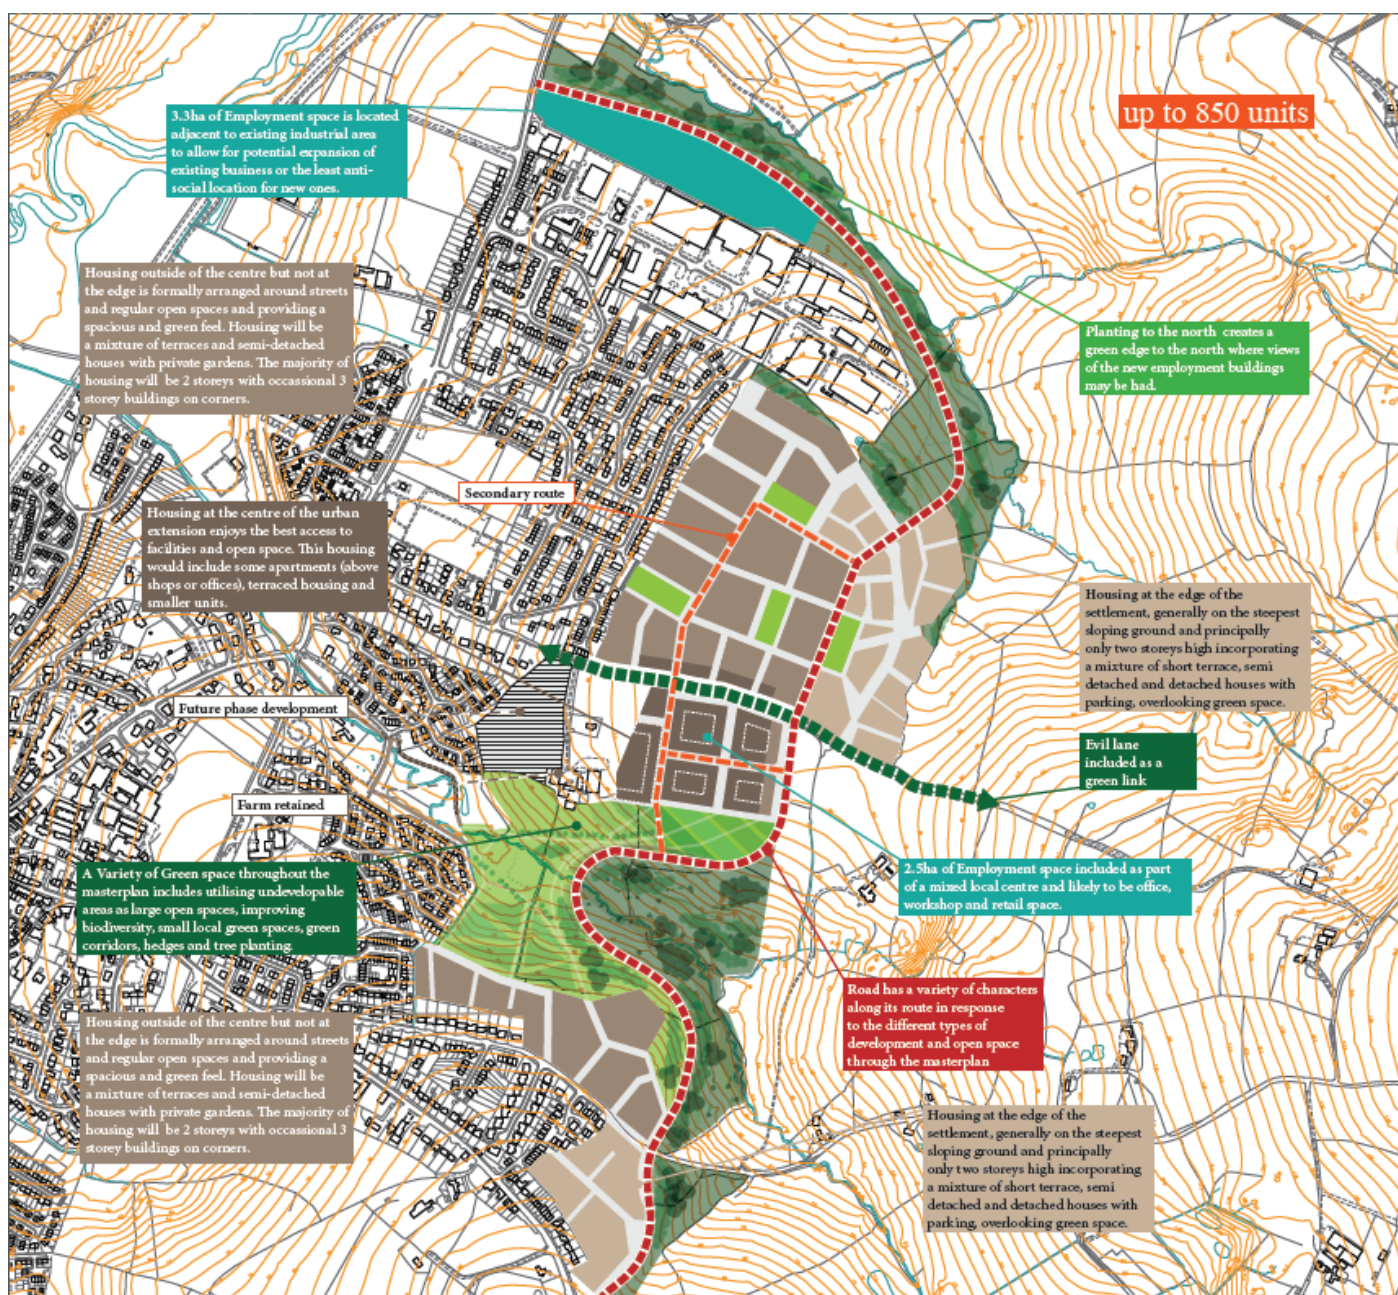 up to 850 units
3.3ha of Employment space is located
adjacent to existing industrial area
to allow for potential expansion of
existing business or the least anti-
social location for new ones.
Housing outside of the centre but not at
the edge is formally arranged around streets
and regular open spaces and providing a
spacious and green feel. Housing will be
a mixture of terraces and semi-detached
houses with private gardens. The majority of
housing will be 2 storeys with occassional 3
storey buildings on corners.
Planting to the north creates a
green edge to the north where views
of the new employment buildings
may be had.
Secondary route
Housing at the centre of the urban
extension enjoys the best access to
facilities and open space. This housing
would include some apartments (above
shops or offices), terraced housing and
smaller units.
Housing at the edge of the
settlement, generally on the steepest
sloping ground and principally
only two storeys high incorporating
a mixture of short terrace, semi
detached and detached houses with
parking, overlooking green space.
Future phase development
Evil lane
included as a
green link
Farm retained
A Variety of Green space throughout the
masterplan includes utilising undevelopable
areas as large open spaces, improving
biodiversity, small local green spaces, green
corridors, hedges and tree planting.
2.5ha of Employment space included as part
of a mixed local centre and likely to be office,
workshop and retail space.
Road has a variety of characters
along its route in response
to the different types of
development and open space
through the masterplan
Housing outside of the centre but not at
the edge is formally arranged around streets
and regular open spaces and providing a
spacious and green feel. Housing will be
a mixture of terraces and semi-detached
houses with private gardens. The majority of
housing will be 2 storeys with occassional 3
storey buildings on corners.
Housing at the edge of the
settlement, generally on the steepest
sloping ground and principally
only two storeys high incorporating
a mixture of short terrace, semi
detached and detached houses with
parking, overlooking green space.